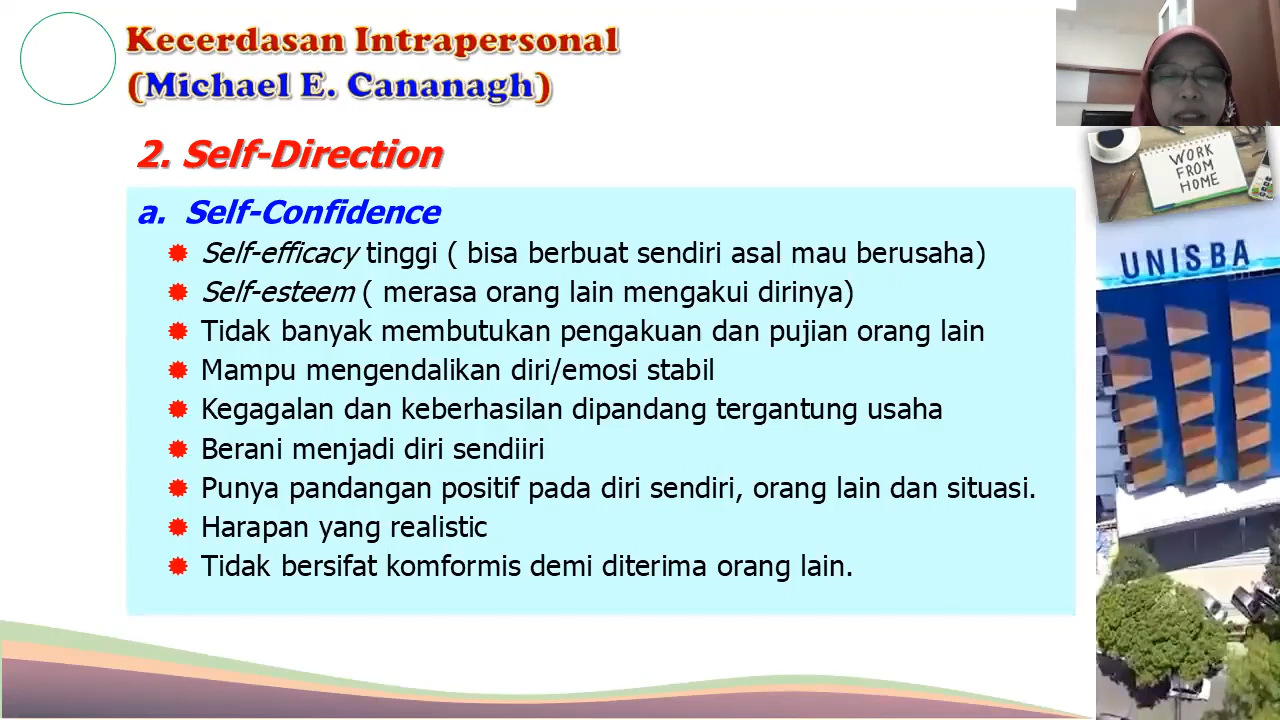 Kecerdasan Intrapersonal
(Michael E. Cananagh)
2. Self-Direction
a. Self-Confidence
Self-efficacy tinggi ( bisa berbuat sendiri asal mau berusaha)
Self-esteem ( merasa orang lain mengakui dirinya)
Tidak banyak membutukan pengakuan dan pujian orang lain
Mampu mengendalikan diri/emosi stabil
Kegagalan dan keberhasilan dipandang tergantung usaha
Berani menjadi diri sendiiri
Punya pandangan positif pada diri sendiri, orang lain dan situasi.
Harapan yang realistic
Tidak bersifat komformis demi diterima orang lain.
WORK
FROM
HOME
UNISBA